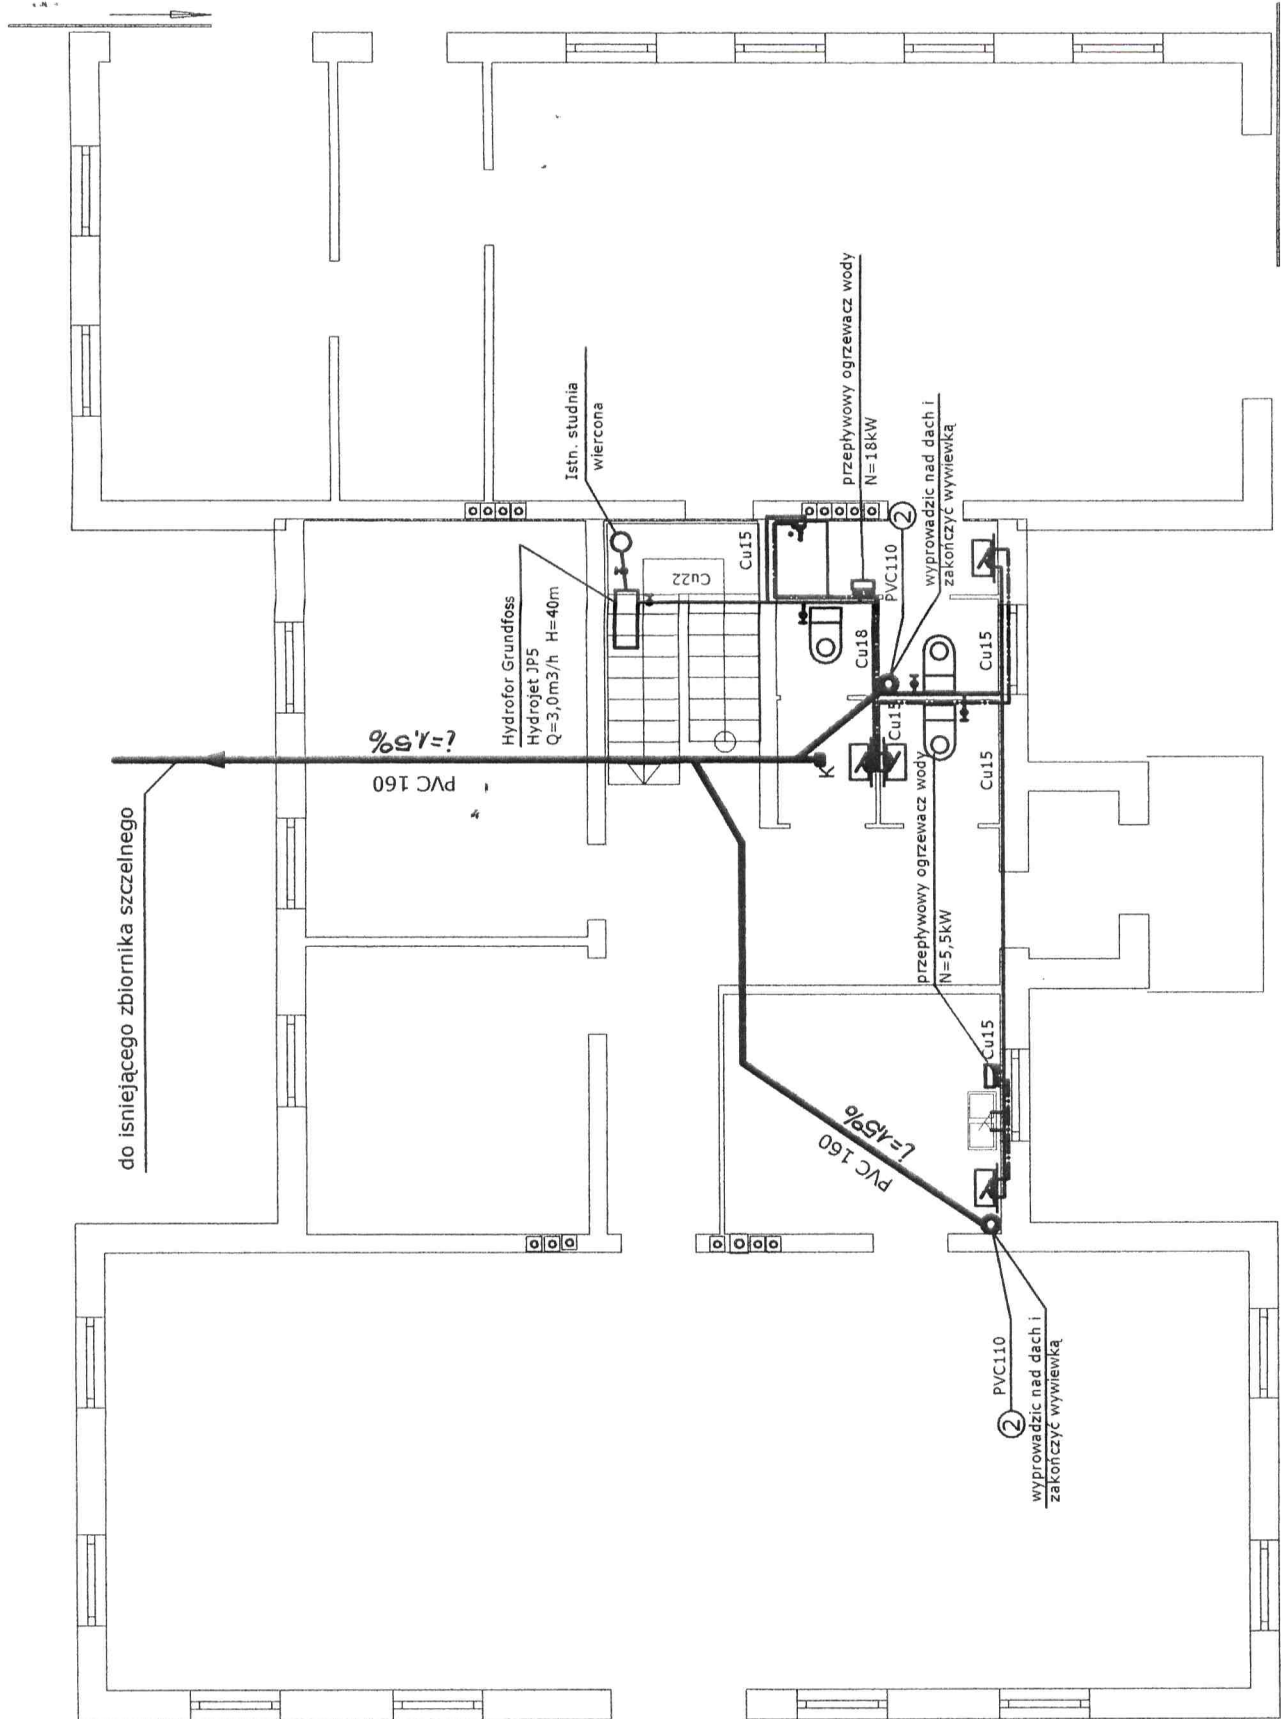 do isniejącego zbiornika szczelnego
PVC 160
i=1,5%
Hydrofor Grundfoss
Hydrojet JP5
Q=3,0m3/h H=40m
Istn. studnia
wiercona
Cu22
Cu15
przepływowy ogrzewacz wody
N=18kW
PVC110
2
wyprowadzic nad dach i
zakończyć wywiewką
Cu18
Cu15
Cu15
Cu15
K
przepływowy ogrzewacz wody
N=5,5kW
Cu15
PVC 160
i=1,5%
PVC110
2
wyprowadzic nad dach i
zakończyć wywiewką